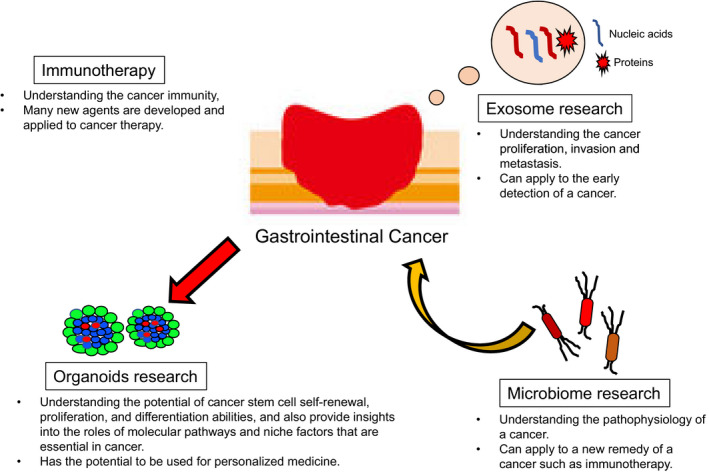 Immunotherapy
• Understanding the cancer immunity,
• Many new agents are developed and
applied to cancer therapy.
Nucleic acids
Proteins
Exosome research
• Understanding the cancer
proliferation, invasion and
metastasis.
• Can apply to the early
detection of a cancer.
Gastrointestinal Cancer
Organoids research
• Understanding the potential of cancer stem cell self-renewal,
proliferation, and differentiation abilities, and also provide insights
into the roles of molecular pathways and niche factors that are
essential in cancer.
• Has the potential to be used for personalized medicine.
Microbiome research
• Understanding the pathophysiology of
a cancer.
• Can apply to a new remedy of a
cancer such as immunotherapy.